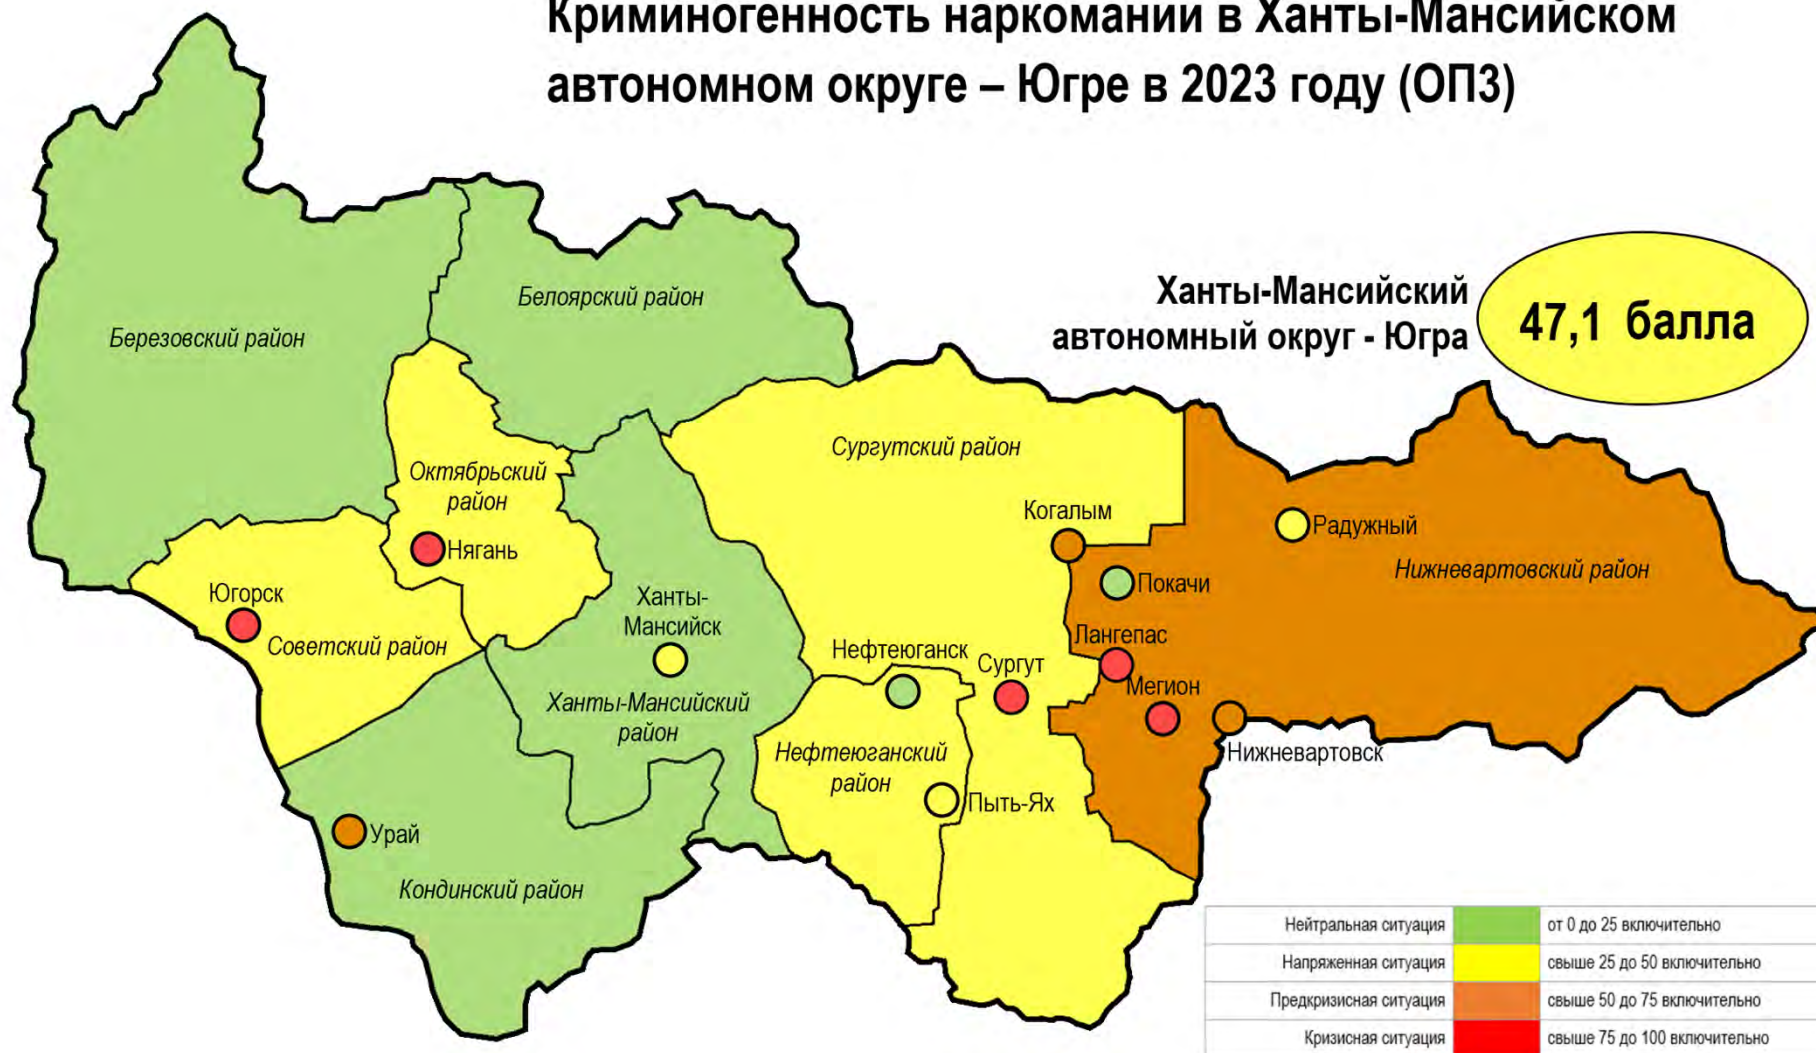 Криминогенность наркомании в Ханты-Мансийском
автономном округе – Югре в 2023 году (ОП3)
Ханты-Мансийский
автономный округ - Югра
47,1 балла
Березовский район
Белоярский район
Октябрьский
район
Нягань
Югорск
Советский район
Ханты-
Мансийск
Ханты-Мансийский
район
Сургутский район
Когалым
Покачи
Радужный
Нижневартовский район
Лангепас
Мегион
Нижневартовск
Нефтеюганск
Сургут
Нефтеюганский
район
Пыть-Ях
Урай
Кондинский район
Нейтральная ситуация от 0 до 25 включительно
Напряженная ситуация свыше 25 до 50 включительно
Предкризисная ситуация свыше 50 до 75 включительно
Кризисная ситуация свыше 75 до 100 включительно